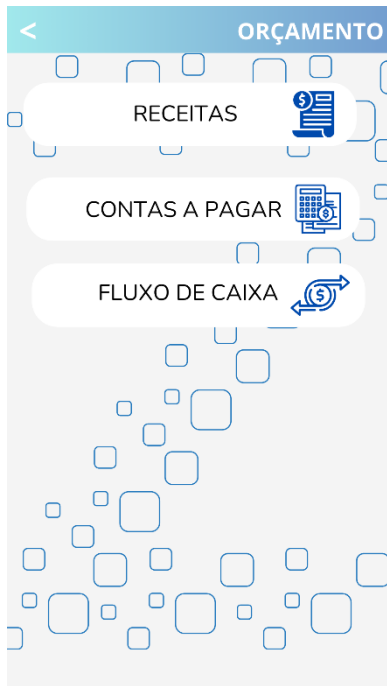 < ORÇAMENTO
RECEITAS
CONTAS A PAGAR
FLUXO DE CAIXA